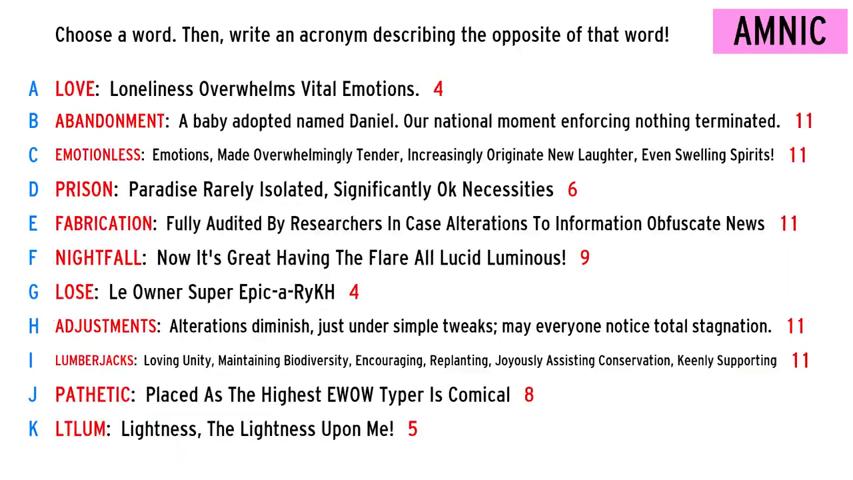 Choose a word. Then, write an acronym describing the opposite of that word!
AMNIC
A LOVE: Loneliness Overwhelms Vital Emotions. 4
B ABANDONMENT: A baby adopted named Daniel. Our national moment enforcing nothing terminated. 11
C EMOTIONLESS: Emotions, Made Overwhelmingly Tender, Increasingly Originate New Laughter, Even Swelling Spirits! 11
D PRISON: Paradise Rarely Isolated, Significantly Ok Necessities 6
E FABRICATION: Fully Audited By Researchers In Case Alterations To Information Obfuscate News 11
F NIGHTFALL: Now It's Great Having The Flare All Lucid Luminous! 9
G LOSE: Le Owner Super Epic-a-RyKH 4
H ADJUSTMENTS: Alterations diminish, just under simple tweaks; may everyone notice total stagnation. 11
I LUMBERJACKS: Loving Unity, Maintaining Biodiversity, Encouraging, Replanting, Joyously Assisting Conservation, Keenly Supporting 11
J PATHETIC: Placed As The Highest EWOW Typer Is Comical 8
K LTLUM: Lightness, The Lightness Upon Me! 5